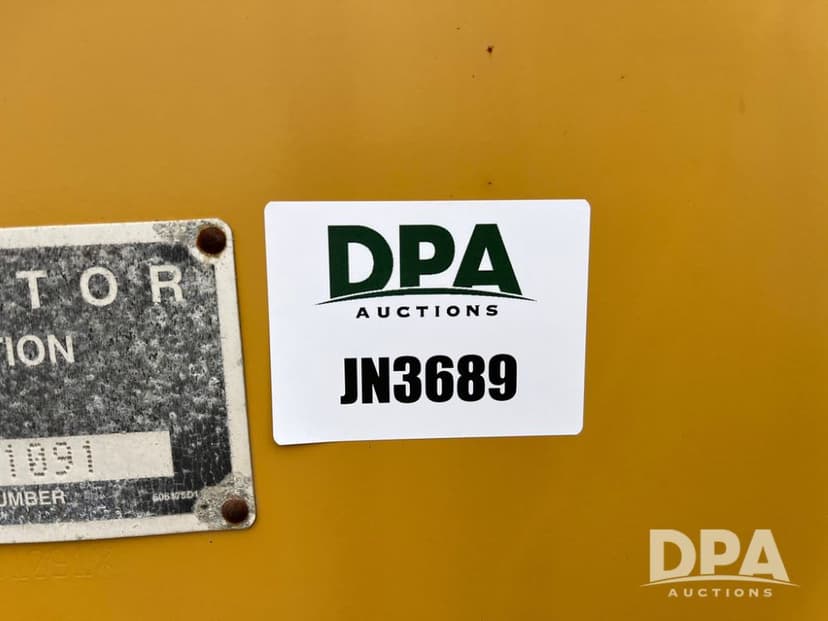 TOR
TION
1091
UMBER
DPA
AUCTIONS
JN3689
DPA
AUCTIONS